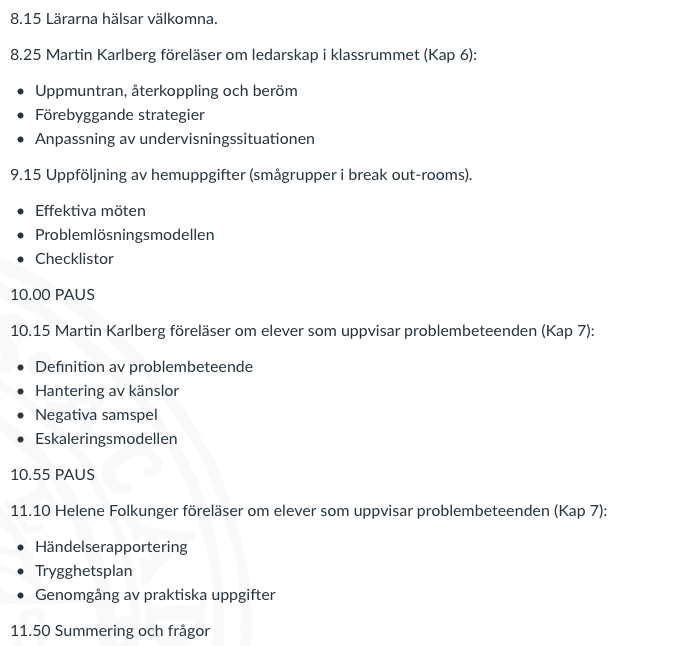 8.15 Lärarna hälsar välkomna.
8.25 Martin Karlberg föreläser om ledarskap i klassrummet (Kap 6):
• Uppmuntran, återkoppling och beröm
• Förebyggande strategier
• Anpassning av undervisningssituationen
9.15 Uppföljning av hemuppgifter (smågrupper i break out-rooms).
• Effektiva möten
• Problemlösningsmodellen
• Checklistor
10.00 PAUS
10.15 Martin Karlberg föreläser om elever som uppvisar problembeteenden (Kap 7):
• Definition av problembeteende
• Hantering av känslor
• Negativa samspel
• Eskaleringsmodellen
10.55 PAUS
11.10 Helene Folkunger föreläser om elever som uppvisar problembeteenden (Kap 7):
• Händelserapportering
• Trygghetsplan
• Genomgång av praktiska uppgifter
11.50 Summering och frågor